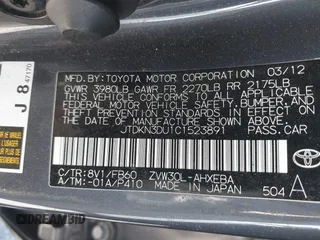 MFD. BY: TOYOTA MOTOR CORPORATION 03/12
GVWR 3980LB GAWR FR 2270LB RR 2175LB
THIS VEHICLE CONFORMS TO ALL APPLICABLE
FEDERAL MOTOR VEHICLE SAFETY, BUMPER, AND
THEFT PREVENTION STANDARDS IN EFFECT ON
THE DATE OF MANUFACTURE SHOWN ABOVE.
JTDKN3DU1C1523891
PASS. CAR
C/TR: 8V1/FB60 ZVW30L-AHXEBA
A/TM: -01A/P410 MADE IN JAPAN
504 A
TOYOTA
J 8